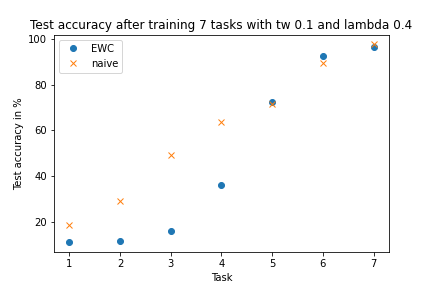 Test accuracy after training 7 tasks with tw 0.1 and lambda 0.4
EWC
naive
100
80
60
40
20
Test accuracy in %
1 2 3 4 5 6 7
Task